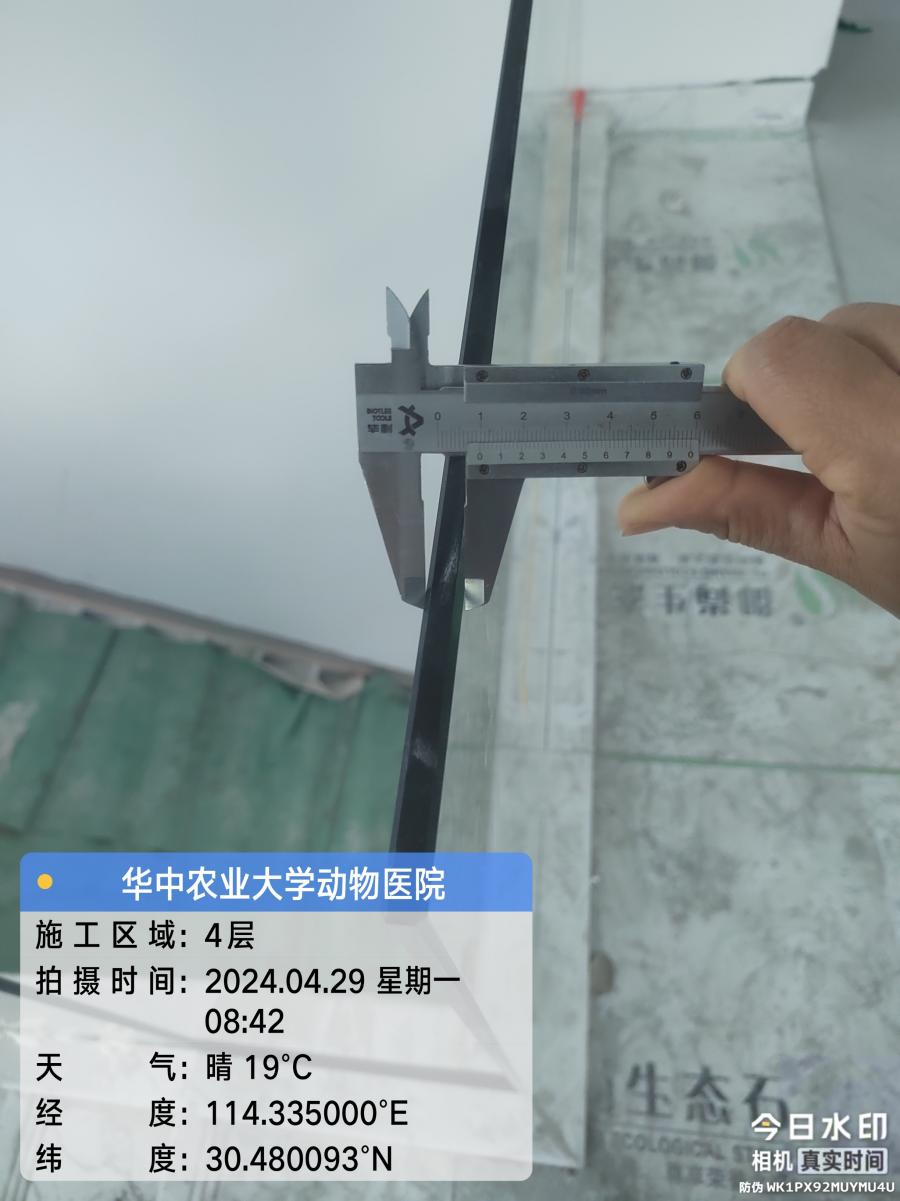 0 1 2 3 4 5 6
0 1 2 3 4 5 6 7 8 9 0
生态石
华中农业大学动物医院
施工区域：4层
拍摄时间：2024.04.29 星期一
08:42
天气：晴 19°C
经度：114.335000°E
纬度：30.480093°N
今日水印
相机 真实时间
防伪 WK1PX92MUYMU4U